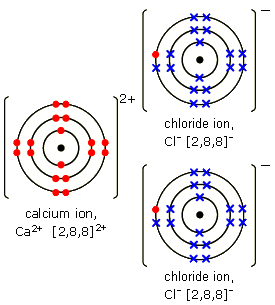 2+
calcium ion,
Ca²⁺ [2,8,8]²⁺
−
chloride ion,
Cl⁻ [2,8,8]⁻
−
chloride ion,
Cl⁻ [2,8,8]⁻